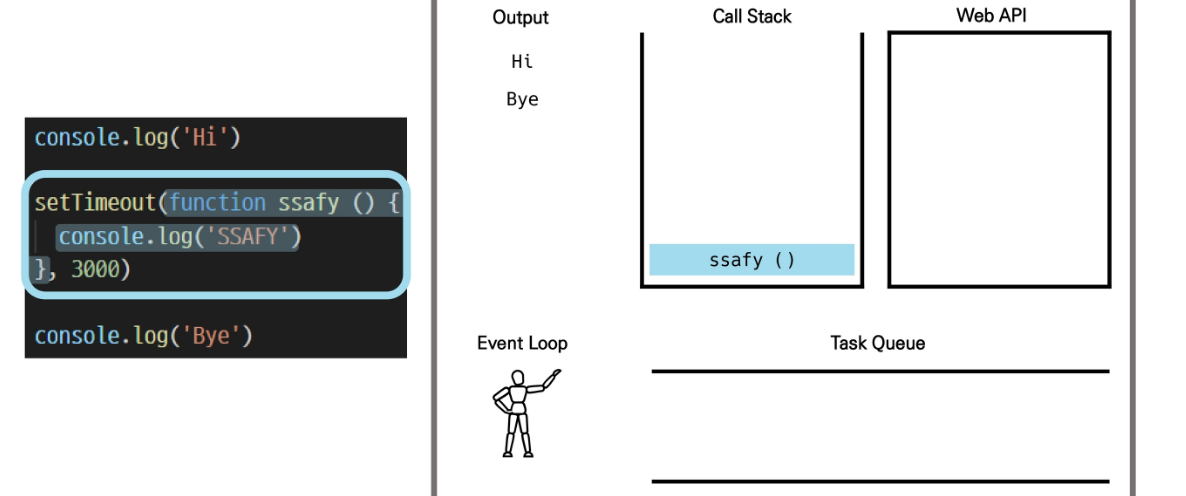 console.log('Hi')
setTimeout(function ssafy () {
console.log('SSAFY')
}, 3000)
console.log('Bye')
Output
Hi
Bye
Call Stack
ssafy ()
Web API
Event Loop
Task Queue